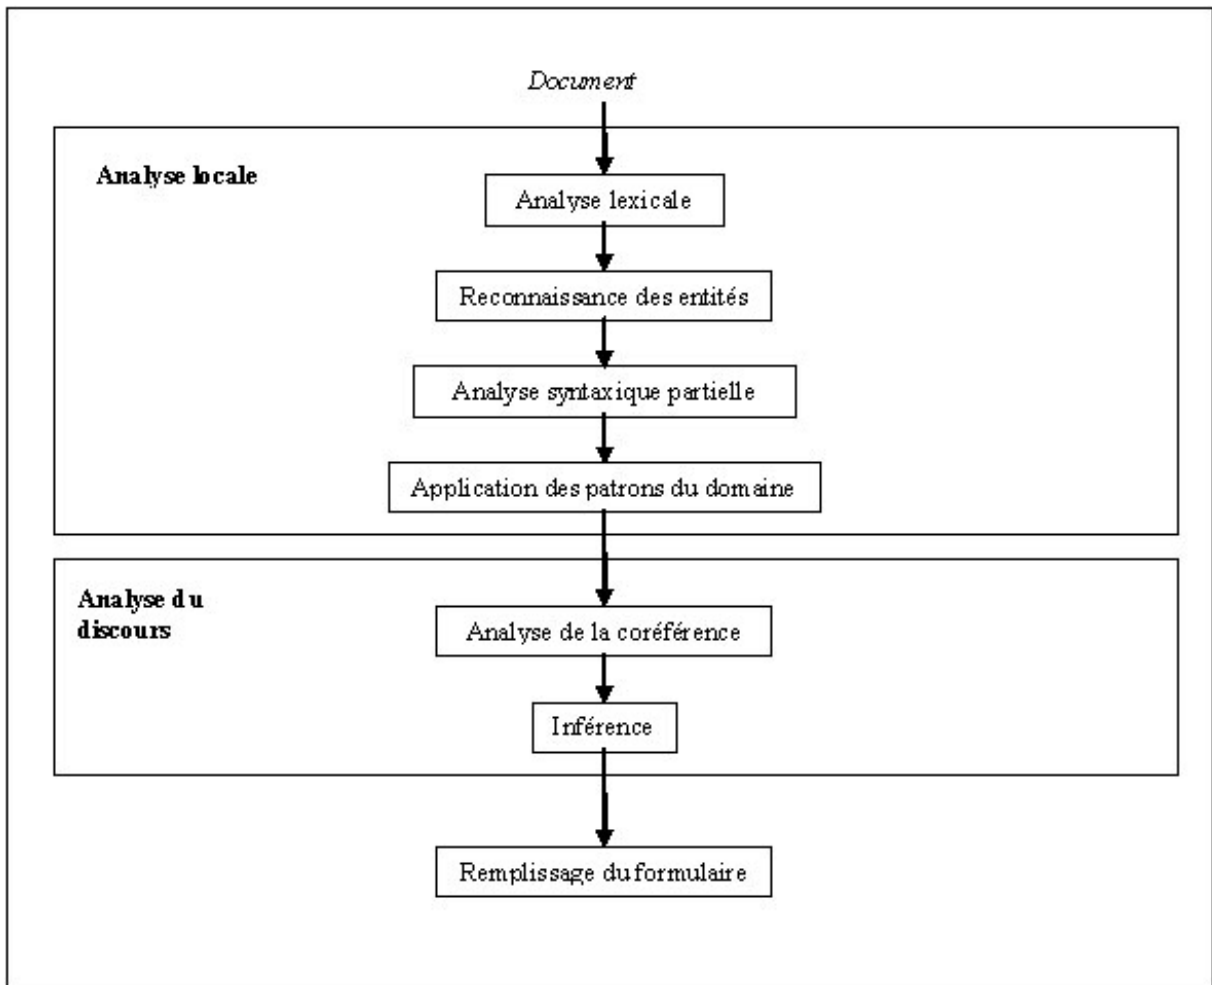 Document
Analyse locale
Analyse lexicale
Reconnaissance des entités
Analyse syntaxique partielle
Application des patrons du domaine
Analyse du
discours
Analyse de la coréférence
Inférence
Remplissage du formulaire